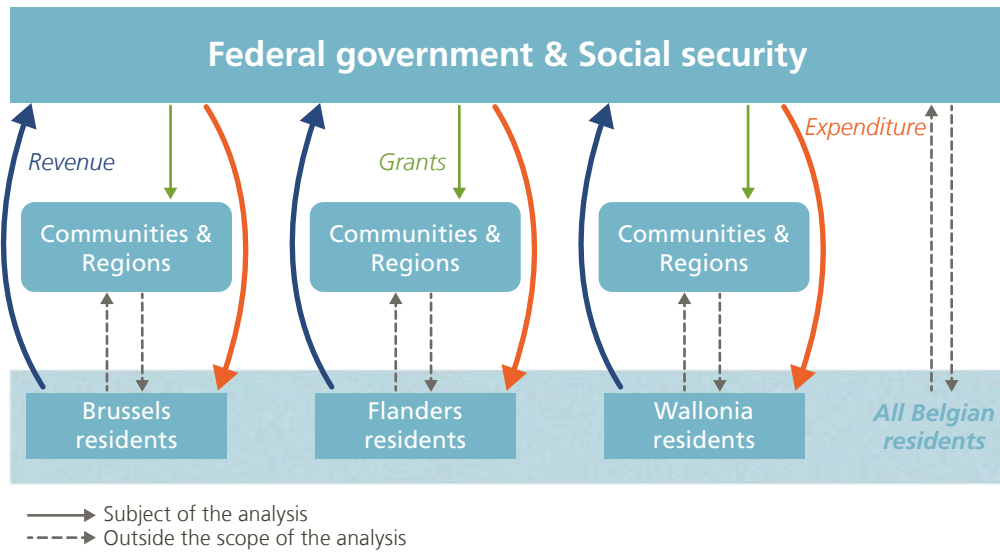 Federal government & Social security
Revenue
Grants
Expenditure
Communities &
Regions
Communities &
Regions
Communities &
Regions
Brussels
residents
Flanders
residents
Wallonia
residents
All Belgian
residents
Subject of the analysis
Outside the scope of the analysis